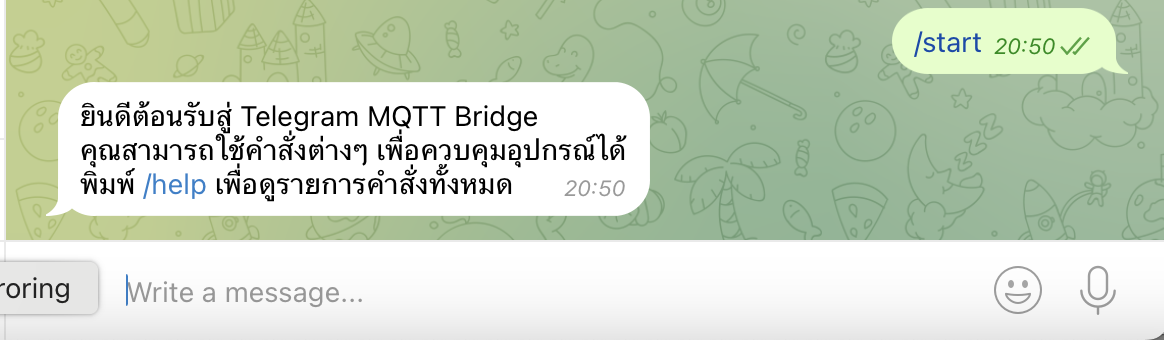 /start 20:50
ยินดีต้อนรับสู่ Telegram MQTT Bridge
คุณสามารถใช้คำสั่งต่างๆ เพื่อควบคุมอุปกรณ์ได้
พิมพ์ /help เพื่อดูรายการคำสั่งทั้งหมด 20:50
roring
Write a message...